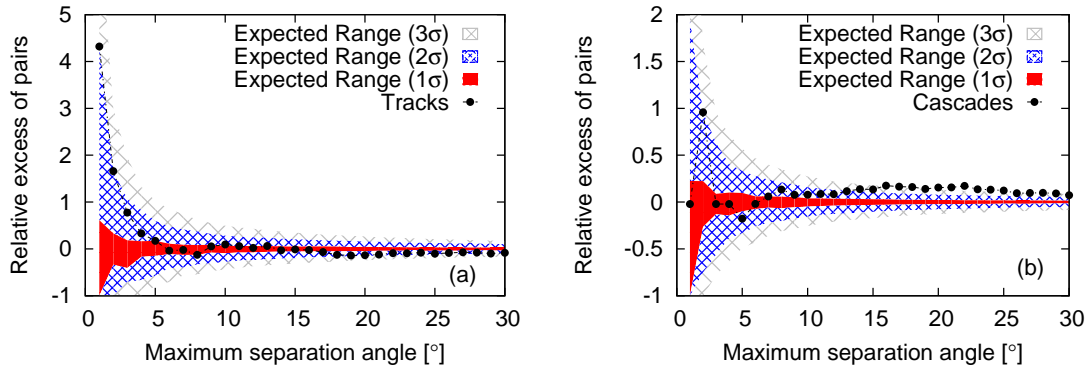 5
4
3
2
1
0
-1
Relative excess of pairs
Expected Range (3σ)
Expected Range (2σ)
Expected Range (1σ)
Tracks
(a)
0 5 10 15 20 25 30
Maximum separation angle [°]
2
1.5
1
0.5
0
-0.5
-1
Relative excess of pairs
Expected Range (3σ)
Expected Range (2σ)
Expected Range (1σ)
Cascades
(b)
0 5 10 15 20 25 30
Maximum separation angle [°]